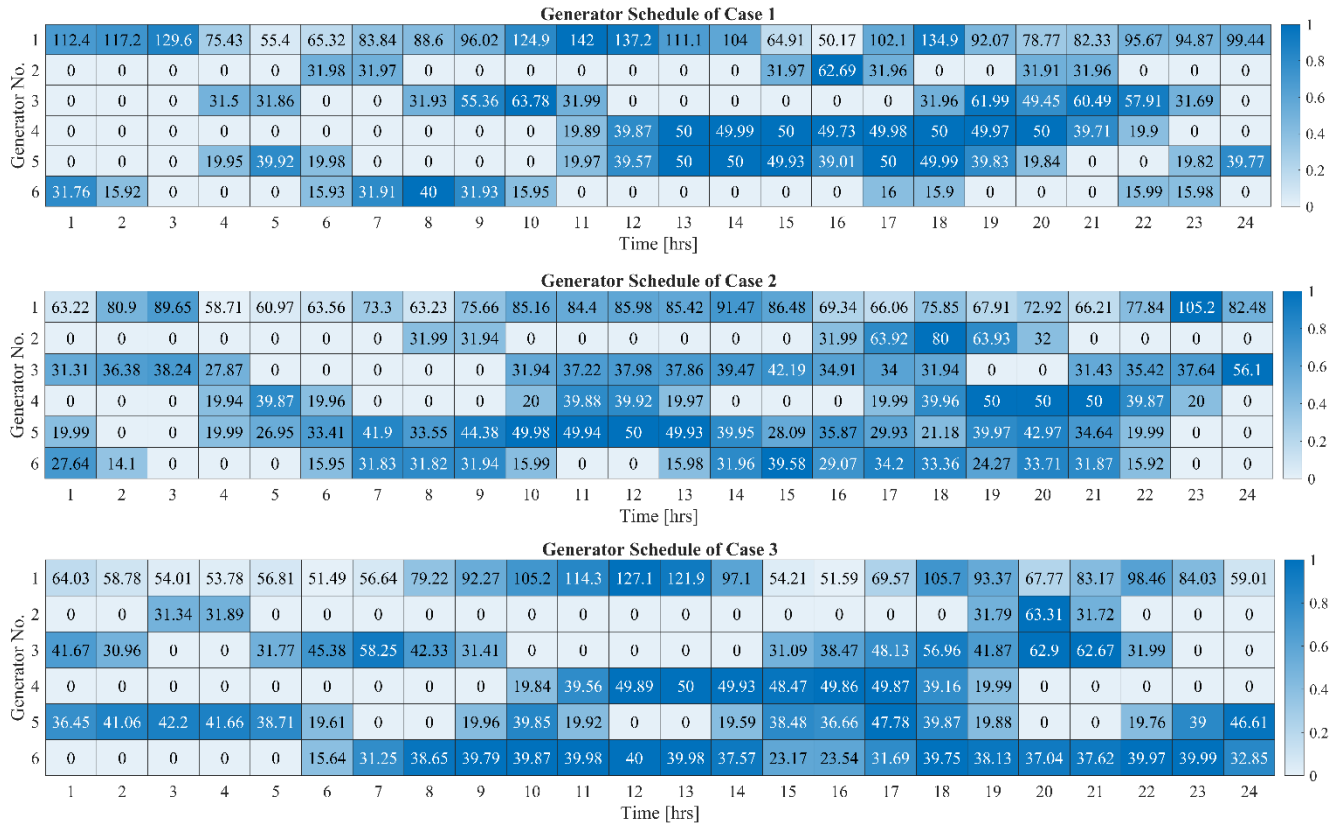 Generator Schedule of Case 1
1 112.4 117.2 129.6 75.43 55.4 65.32 83.84 88.6 96.02 124.9 142 137.2 111.1 104 64.91 50.17 102.1 134.9 92.07 78.77 82.33 95.67 94.87 99.44
2 0 0 0 0 0 31.98 31.97 0 0 0 0 0 0 0 31.97 62.69 31.96 0 0 31.91 31.96 0 0 0
3 0 0 0 31.5 31.86 0 0 31.93 55.36 63.78 31.99 0 0 0 0 0 0 31.96 61.99 49.45 60.49 57.91 31.69 0
4 0 0 0 0 0 0 0 0 0 0 19.89 39.87 50 49.99 50 49.73 49.98 50 49.97 50 39.71 19.9 0 0
5 0 0 0 19.95 39.92 19.98 0 0 0 0 19.97 39.57 50 50 49.93 39.01 50 49.99 39.83 19.84 0 0 19.82 39.77
6 31.76 15.92 0 0 0 15.93 31.91 40 31.93 15.95 0 0 0 0 0 0 16 15.9 0 0 0 15.99 15.98 0
1 2 3 4 5 6 7 8 9 10 11 12 13 14 15 16 17 18 19 20 21 22 23 24
Time [hrs]
Generator No.
1
0.8
0.6
0.4
0.2
0
Generator Schedule of Case 2
1 63.22 80.9 89.65 58.71 60.97 63.56 73.3 63.23 75.66 85.16 84.4 85.98 85.42 91.47 86.48 69.34 66.06 75.85 67.91 72.92 66.21 77.84 105.2 82.48
2 0 0 0 0 0 0 0 31.99 31.94 0 0 0 0 0 0 31.99 63.92 80 63.93 32 0 0 0 0
3 31.31 36.38 38.24 27.87 0 0 0 0 0 31.94 37.22 37.98 37.86 39.47 42.19 34.91 34 31.94 0 0 31.43 35.42 37.64 56.1
4 0 0 0 19.94 39.87 19.96 0 0 0 20 39.88 39.92 19.97 0 0 0 19.99 39.96 50 50 50 39.87 20 0
5 19.99 0 0 19.99 26.95 33.41 41.9 33.55 44.38 49.98 49.94 50 49.93 39.95 28.09 35.87 29.93 21.18 39.97 42.97 34.64 19.99 0 0
6 27.64 14.1 0 0 0 15.95 31.83 31.82 31.94 15.99 0 0 15.98 31.96 39.58 29.07 34.2 33.36 24.27 33.71 31.87 15.92 0 0
1 2 3 4 5 6 7 8 9 10 11 12 13 14 15 16 17 18 19 20 21 22 23 24
Time [hrs]
Generator No.
1
0.8
0.6
0.4
0.2
0
Generator Schedule of Case 3
1 64.03 58.78 54.01 53.78 56.81 51.49 56.64 79.22 92.27 105.2 114.3 127.1 121.9 97.1 54.21 51.59 69.57 105.7 93.37 67.77 83.17 98.46 84.03 59.01
2 0 0 31.34 31.89 0 0 0 0 0 0 0 0 0 0 0 0 0 0 31.79 63.31 31.72 0 0 0
3 41.67 30.96 0 0 31.77 45.38 58.25 42.33 31.41 0 0 0 0 0 31.09 38.47 48.13 56.96 41.87 62.9 62.67 31.99 0 0
4 0 0 0 0 0 0 0 0 0 19.84 39.56 49.89 50 49.93 48.47 49.86 49.87 39.16 19.99 0 0 0 0 0
5 36.45 41.06 42.2 41.66 38.71 19.61 0 0 19.96 39.85 19.92 0 0 19.59 38.48 36.66 47.78 39.87 19.88 0 0 19.76 39 46.61
6 0 0 0 0 0 15.64 31.25 38.65 39.79 39.87 39.98 40 39.98 37.57 23.17 23.54 31.69 39.75 38.13 37.04 37.62 39.97 39.99 32.85
1 2 3 4 5 6 7 8 9 10 11 12 13 14 15 16 17 18 19 20 21 22 23 24
Time [hrs]
Generator No.
1
0.8
0.6
0.4
0.2
0